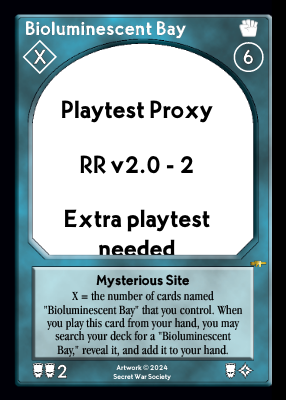 Bioluminescent Bay
X
6
Playtest Proxy
RR v2.0 - 2
Extra playtest
needed
Mysterious Site
X = the number of cards named
"Bioluminescent Bay" that you control. When
you play this card from your hand, you may
search your deck for a "Bioluminescent
Bay," reveal it, and add it to your hand.
2
Artwork © 2024
Secret War Society